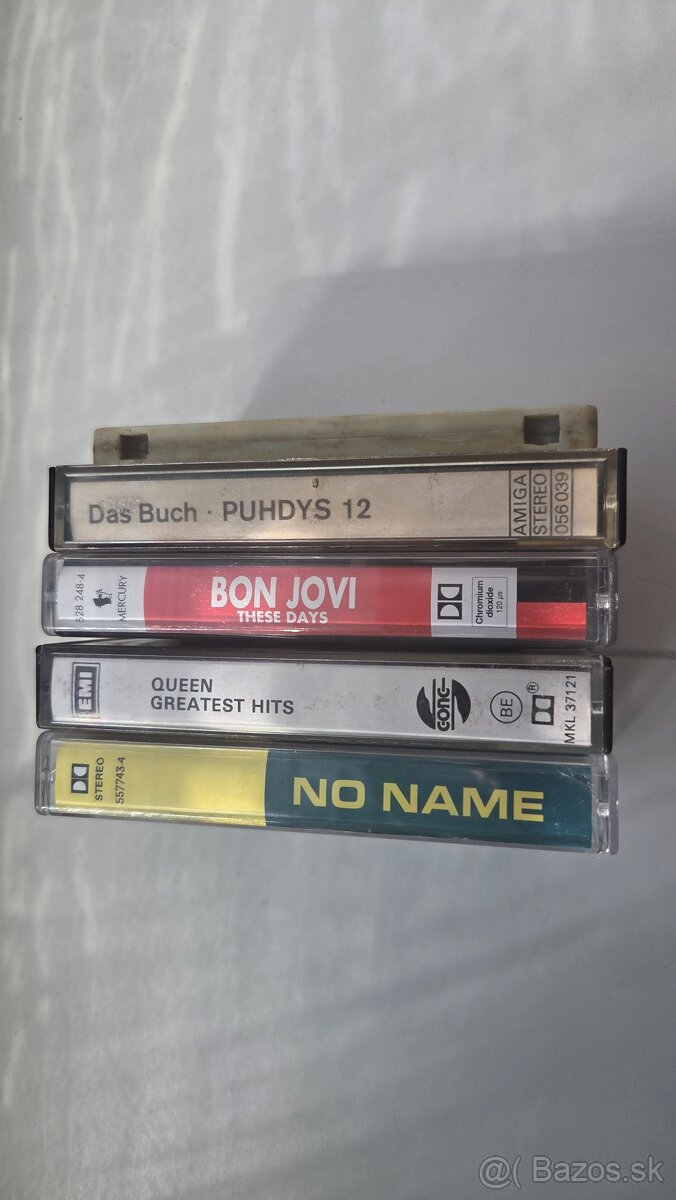 Das Buch · PUHDYS 12
AMIGA
STEREO
056 039
528 248-4
MERCURY
BON JOVI
THESE DAYS
Chromium
dioxide
120 µs
EMI
QUEEN
GREATEST HITS
GONG
BE
®
MKL 37121
STEREO
557743-4
NO NAME
@( Bazos.sk